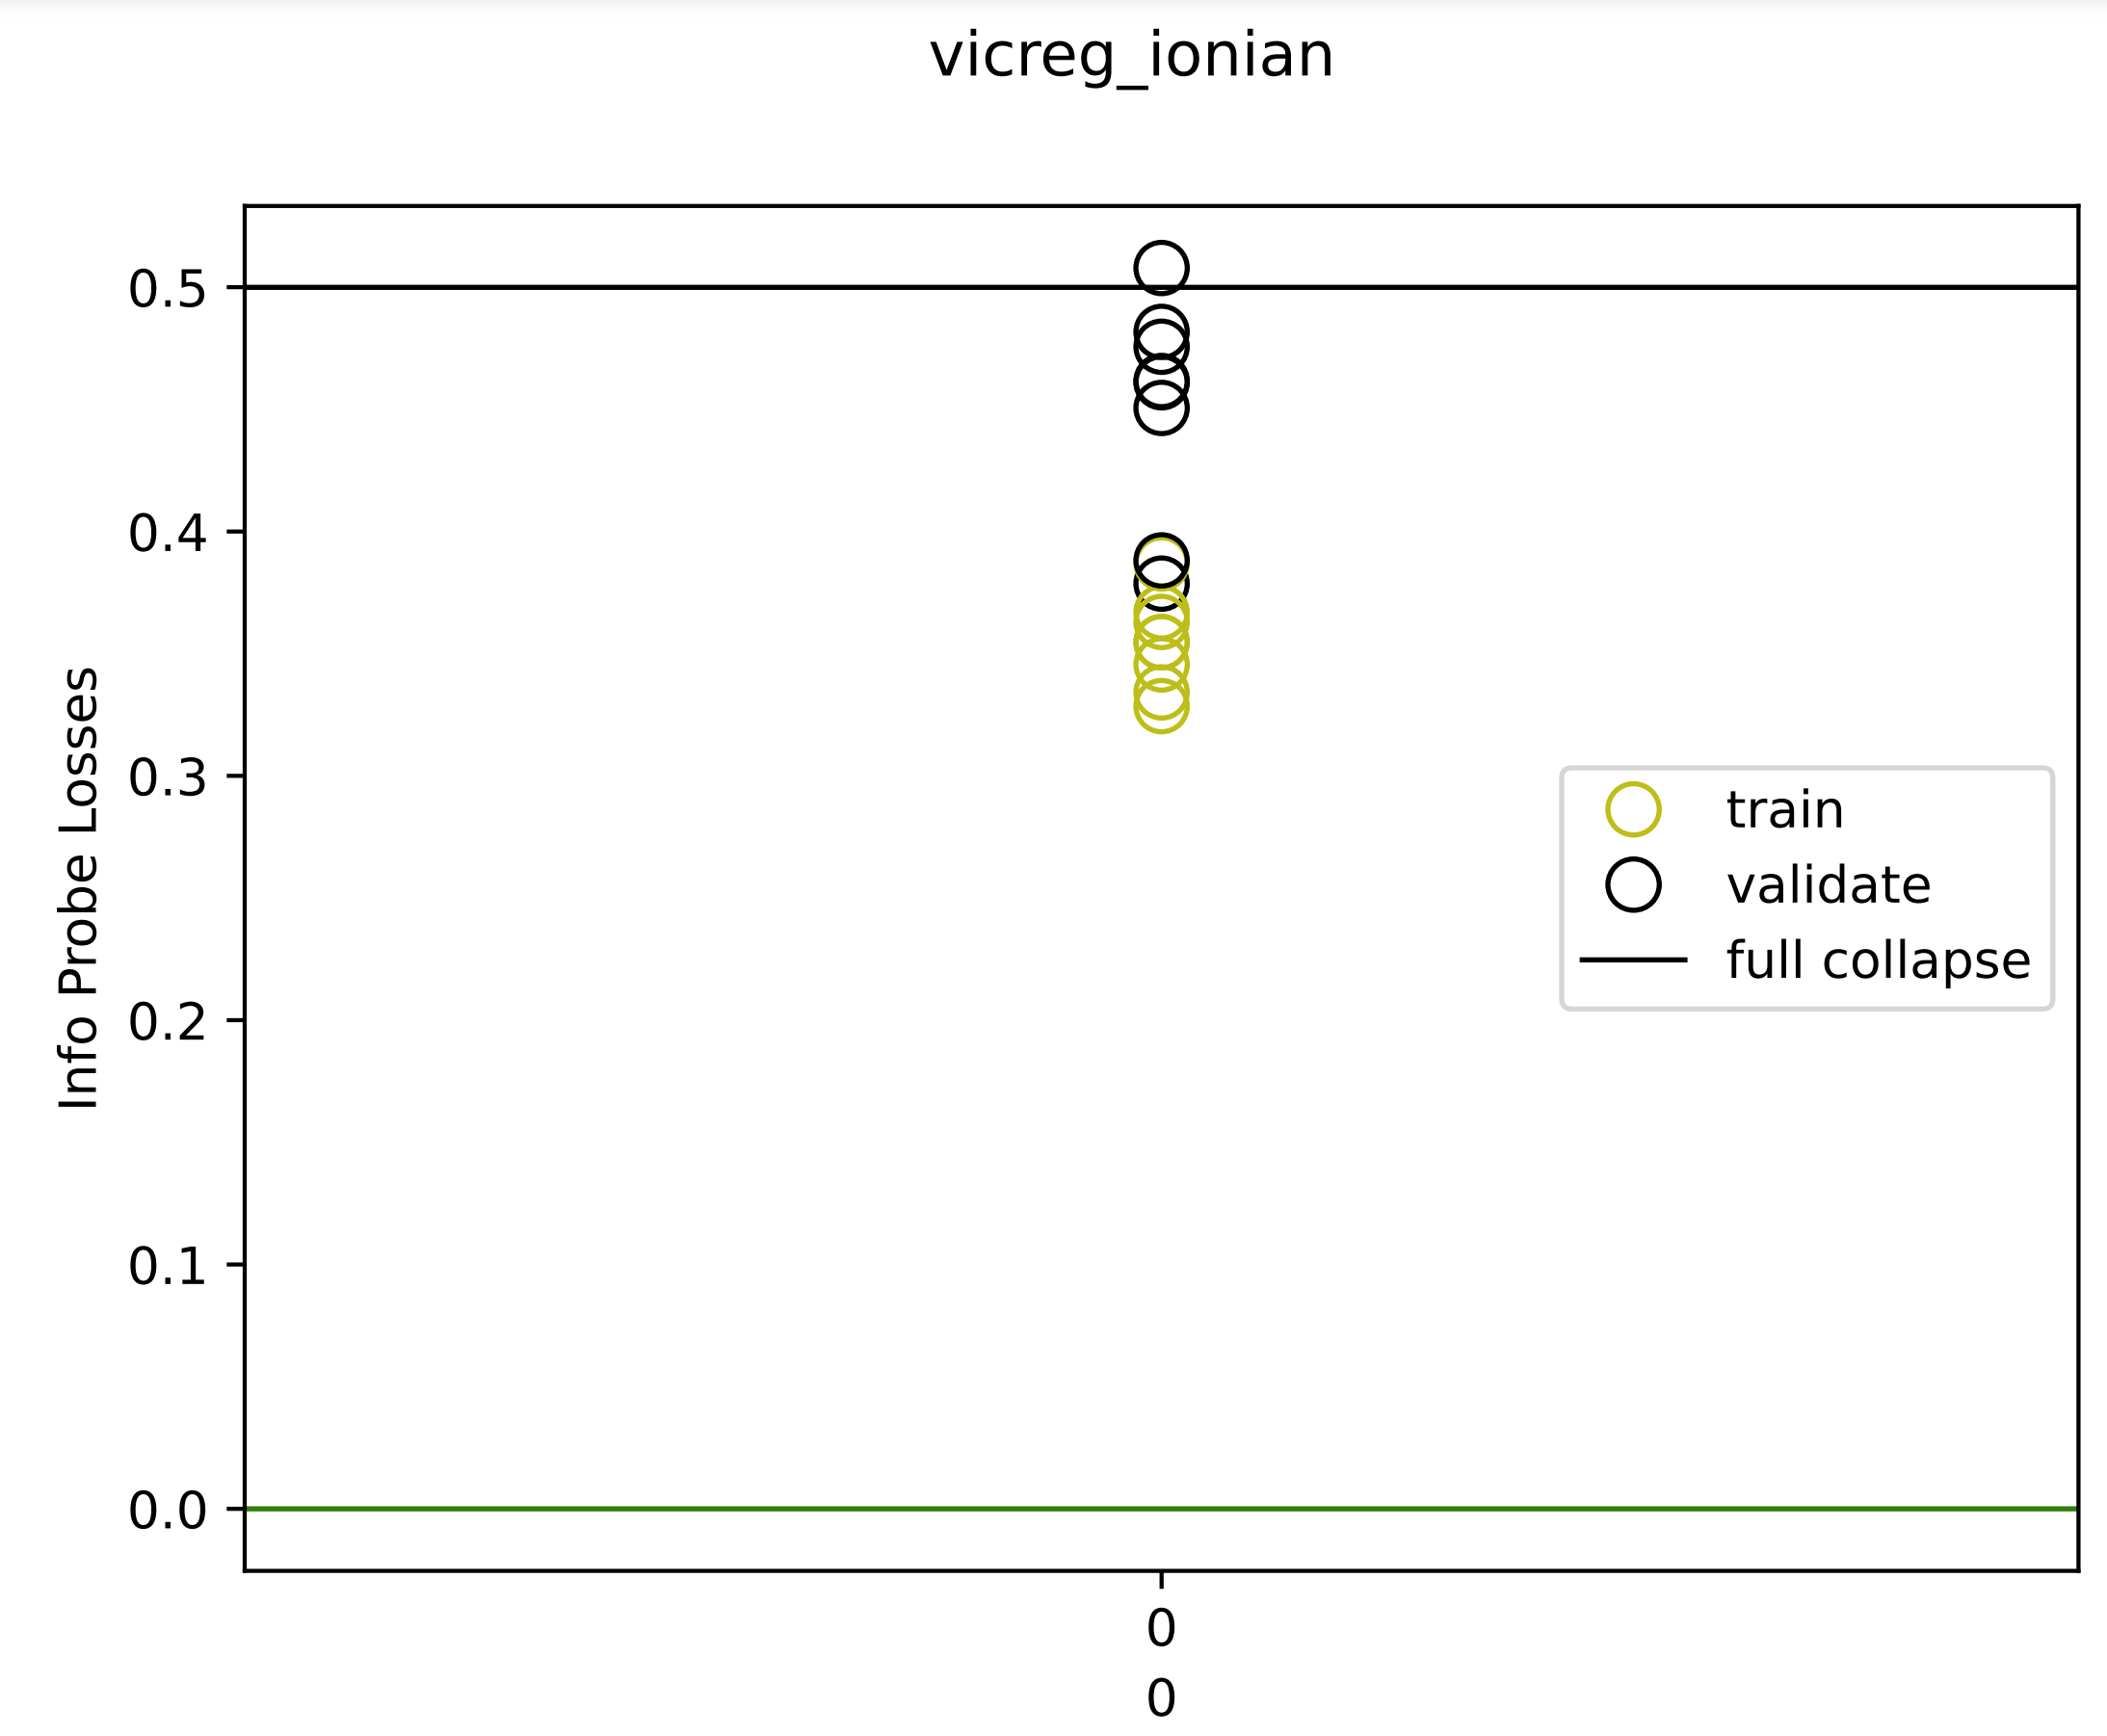 vicreg_ionian
Info Probe Losses
0.5
0.4
0.3
0.2
0.1
0.0
train
validate
full collapse
0
0